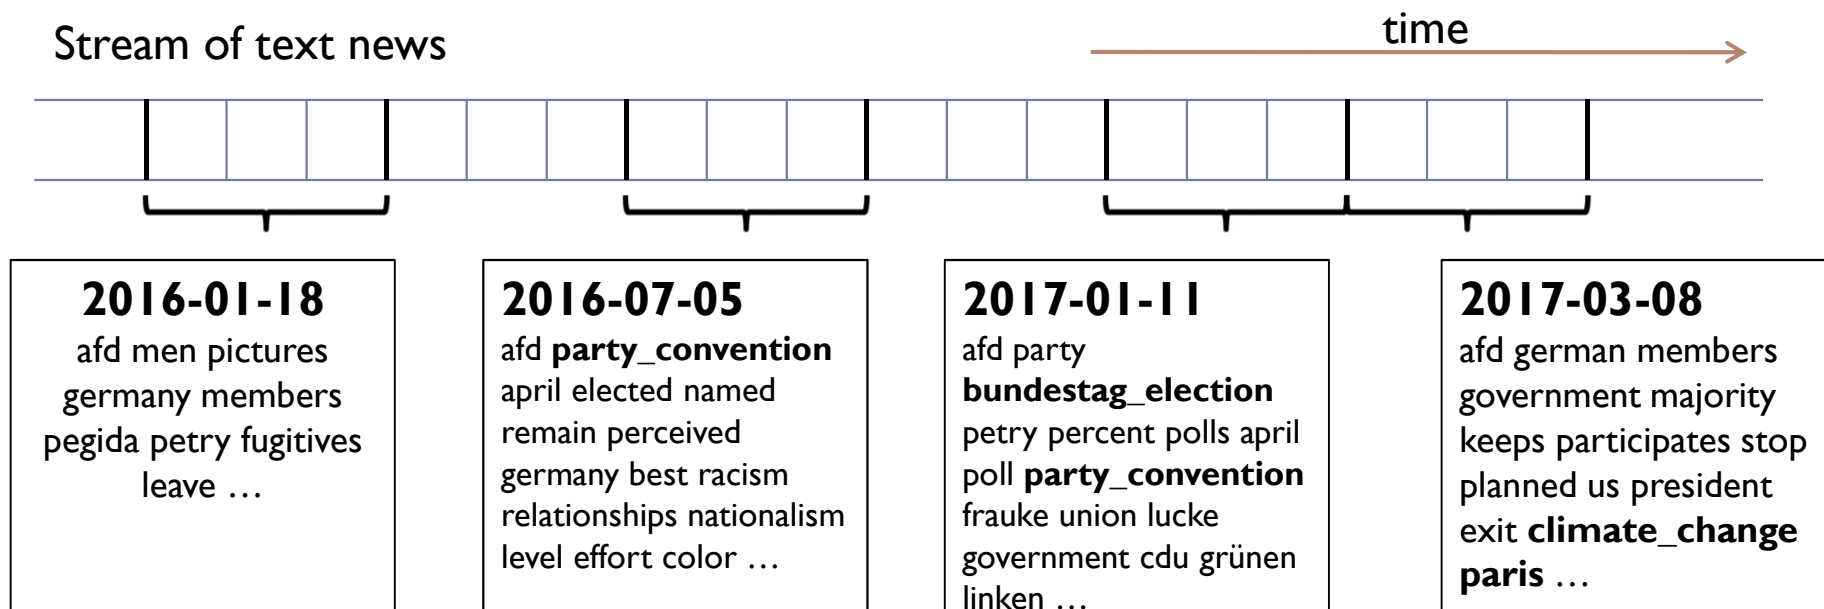 Stream of text news
time
2016-01-18
afd men pictures
germany members
pegida petry fugitives
leave …
2016-07-05
afd party_convention
april elected named
remain perceived
germany best racism
relationships nationalism
level effort color …
2017-01-11
afd party
bundestag_election
petry percent polls april
poll party_convention
frauke union lucke
government cdu grünen
linken …
2017-03-08
afd german members
government majority
keeps participates stop
planned us president
exit climate_change
paris …